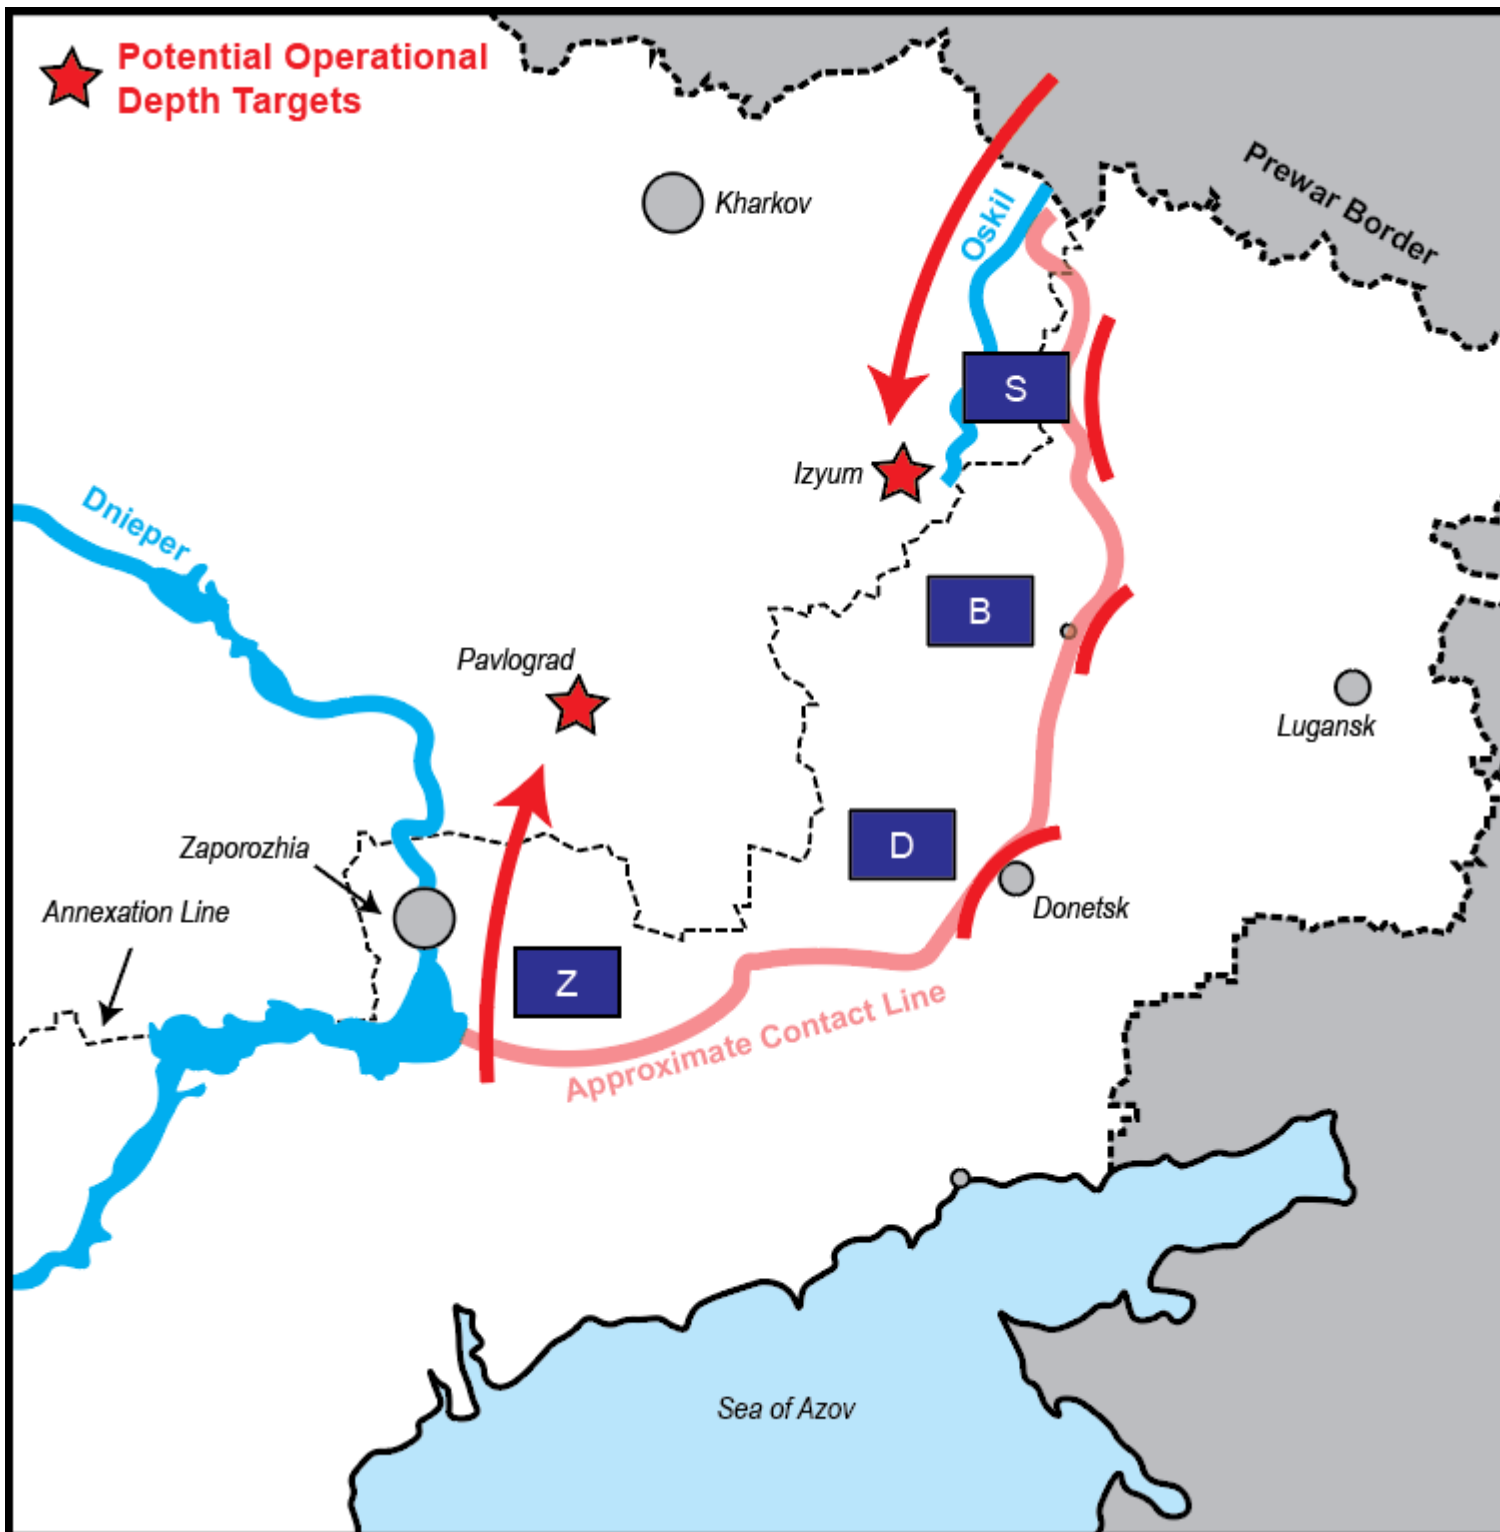 Potential Operational
Depth Targets
Prewar Border
Kharkov
Oskil
S
Izyum
Dnieper
B
Pavlograd
Lugansk
Zaporozhia
D
Annexation Line
Donetsk
Z
Approximate Contact Line
Sea of Azov